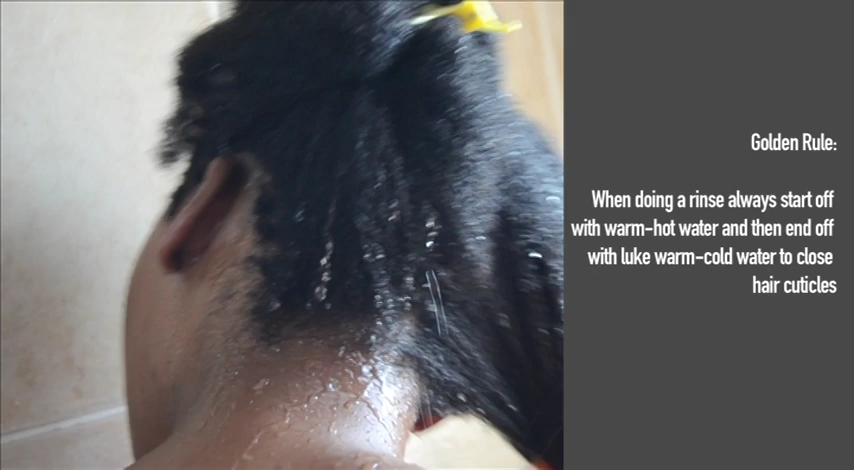 Golden Rule:
When doing a rinse always start off
with warm-hot water and then end off
with luke warm-cold water to close
hair cuticles